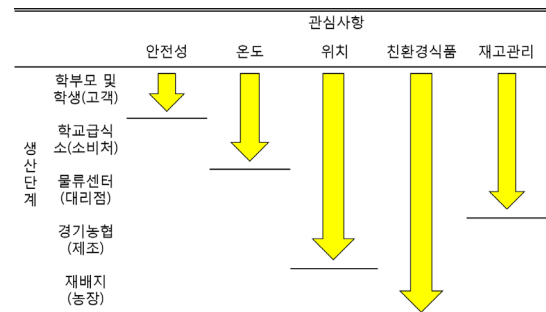 관심사항
안전성 온도 위치 친환경식품 재고관리
생산단계
학부모 및
학생(고객)
학교급식
소(소비처)
물류센터
(대리점)
경기농협
(제조)
재배지
(농장)